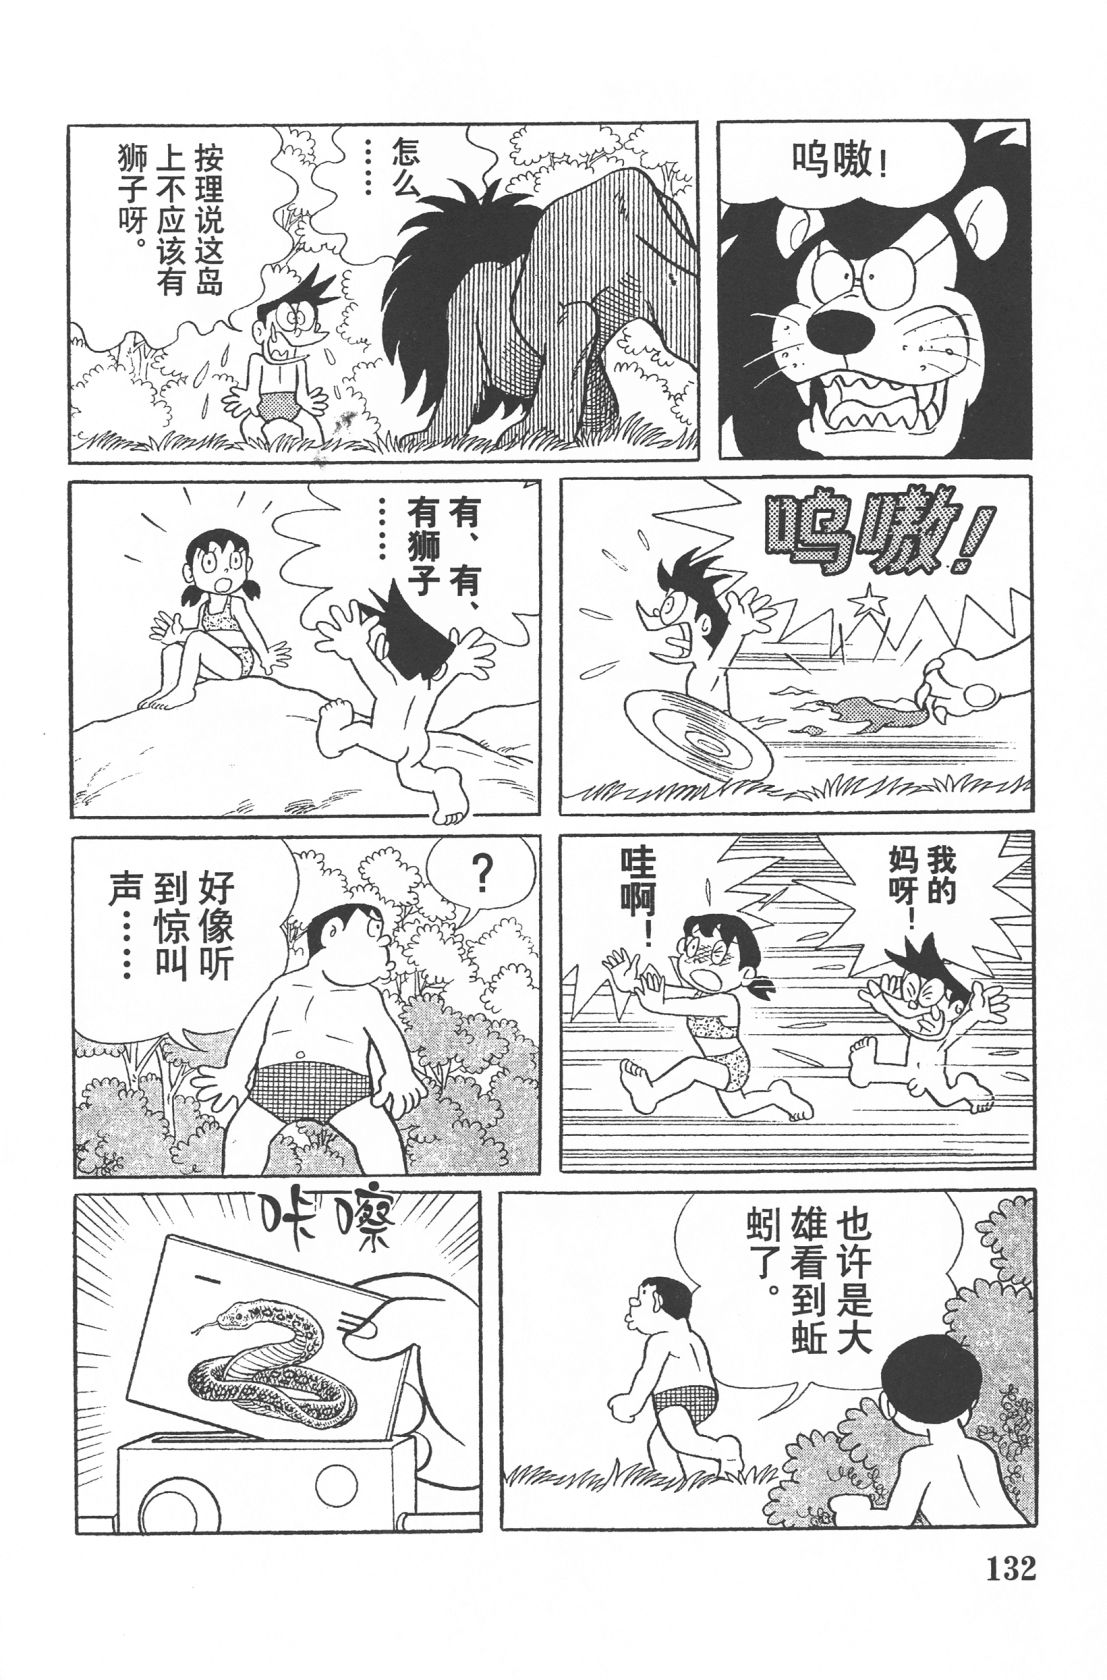 呜嗷！
怎么
……
按理说这岛
上不应该有
狮子呀。
呜嗷！
有、有、
有狮子
……
我的
妈呀！
哇啊！
？
好像听
到惊叫
声……
也许是大
雄看到蚯
蚓了。
咔嚓
132